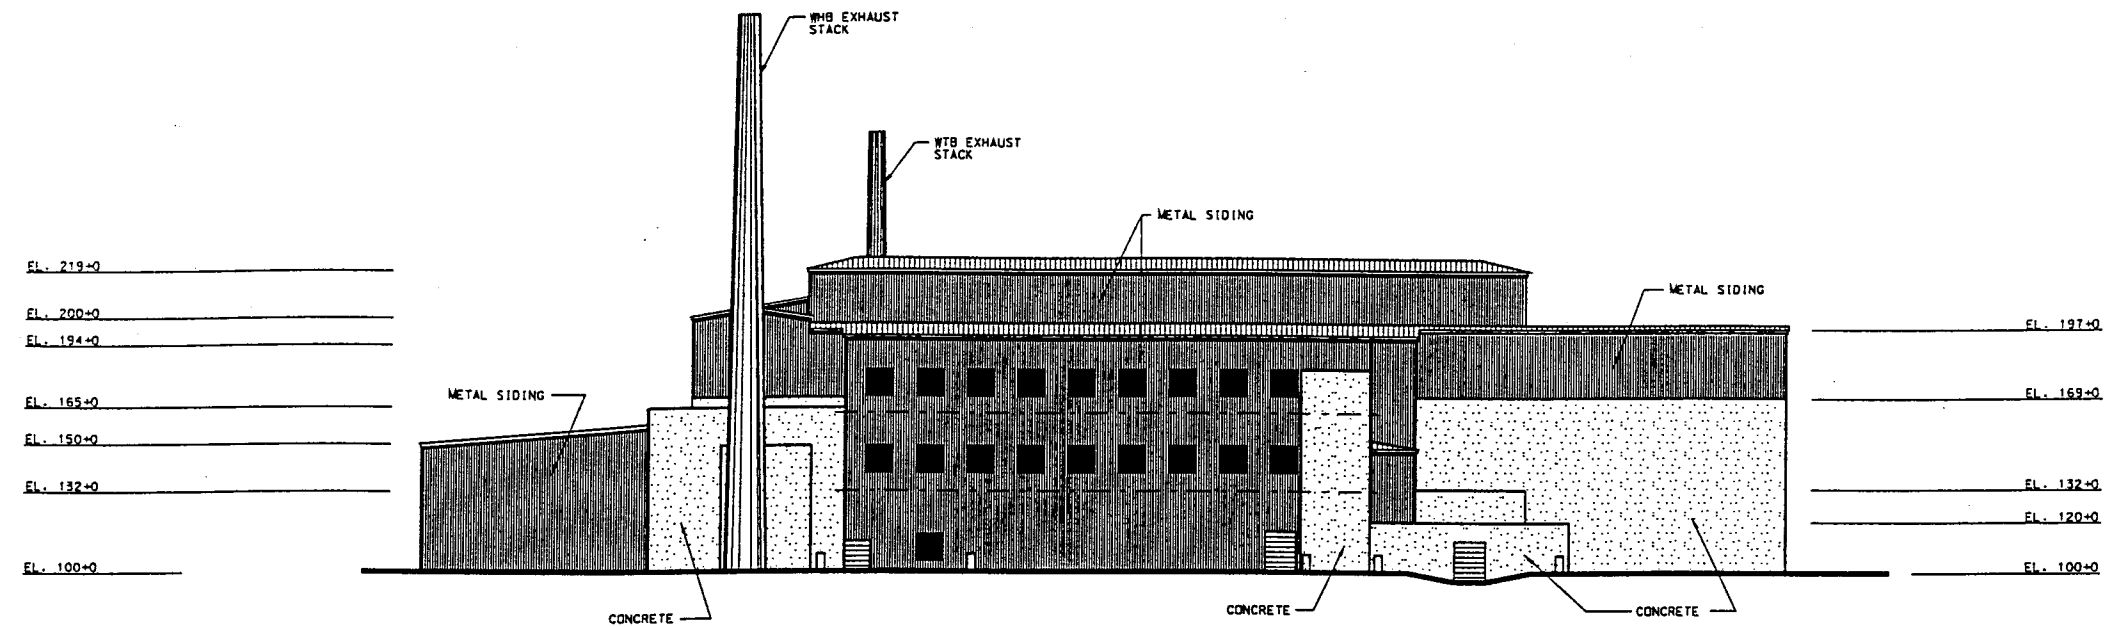 WHB EXHAUST
STACK
WTB EXHAUST
STACK
METAL SIDING
EL. 219+0
METAL SIDING
EL. 200+0
EL. 197+0
EL. 194+0
METAL SIDING
EL. 169+0
EL. 165+0
EL. 150+0
EL. 132+0
EL. 132+0
EL. 120+0
EL. 100+0
EL. 100+0
CONCRETE
CONCRETE
CONCRETE